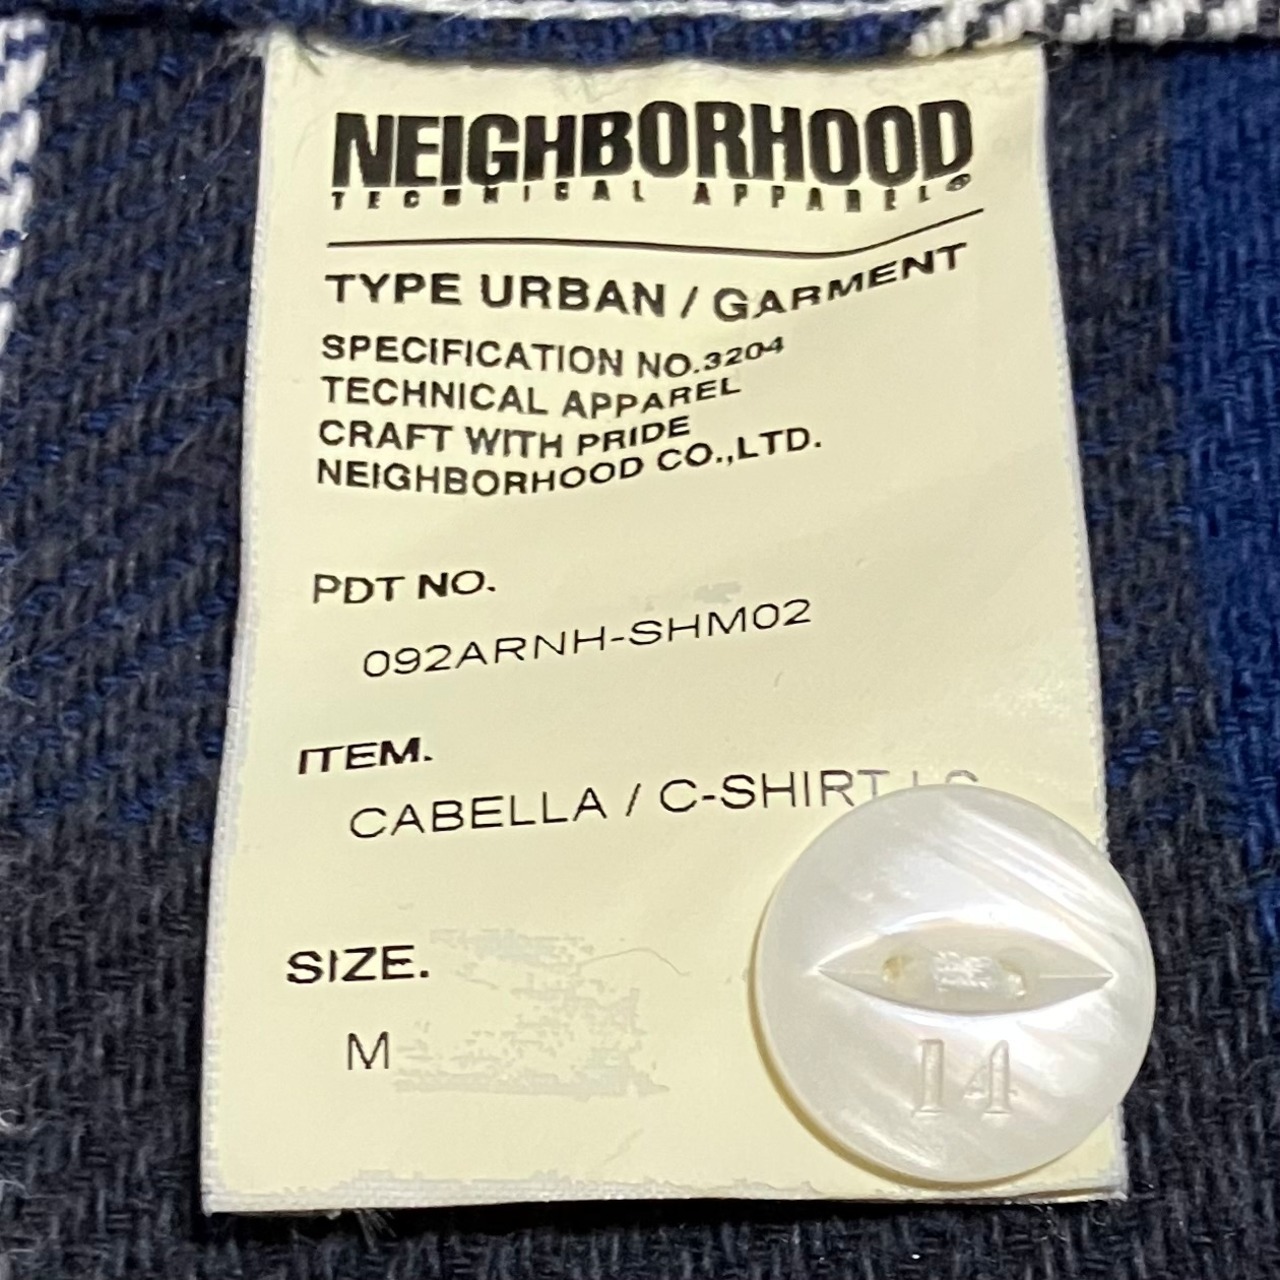 NEIGHBORHOOD
TECHNICAL APPAREL®
TYPE URBAN / GARMENT
SPECIFICATION NO.3204
TECHNICAL APPAREL
CRAFT WITH PRIDE
NEIGHBORHOOD CO.,LTD.
PDT NO.
092ARNH-SHM02
ITEM.
CABELLA / C-SHIRT
SIZE.
M
14